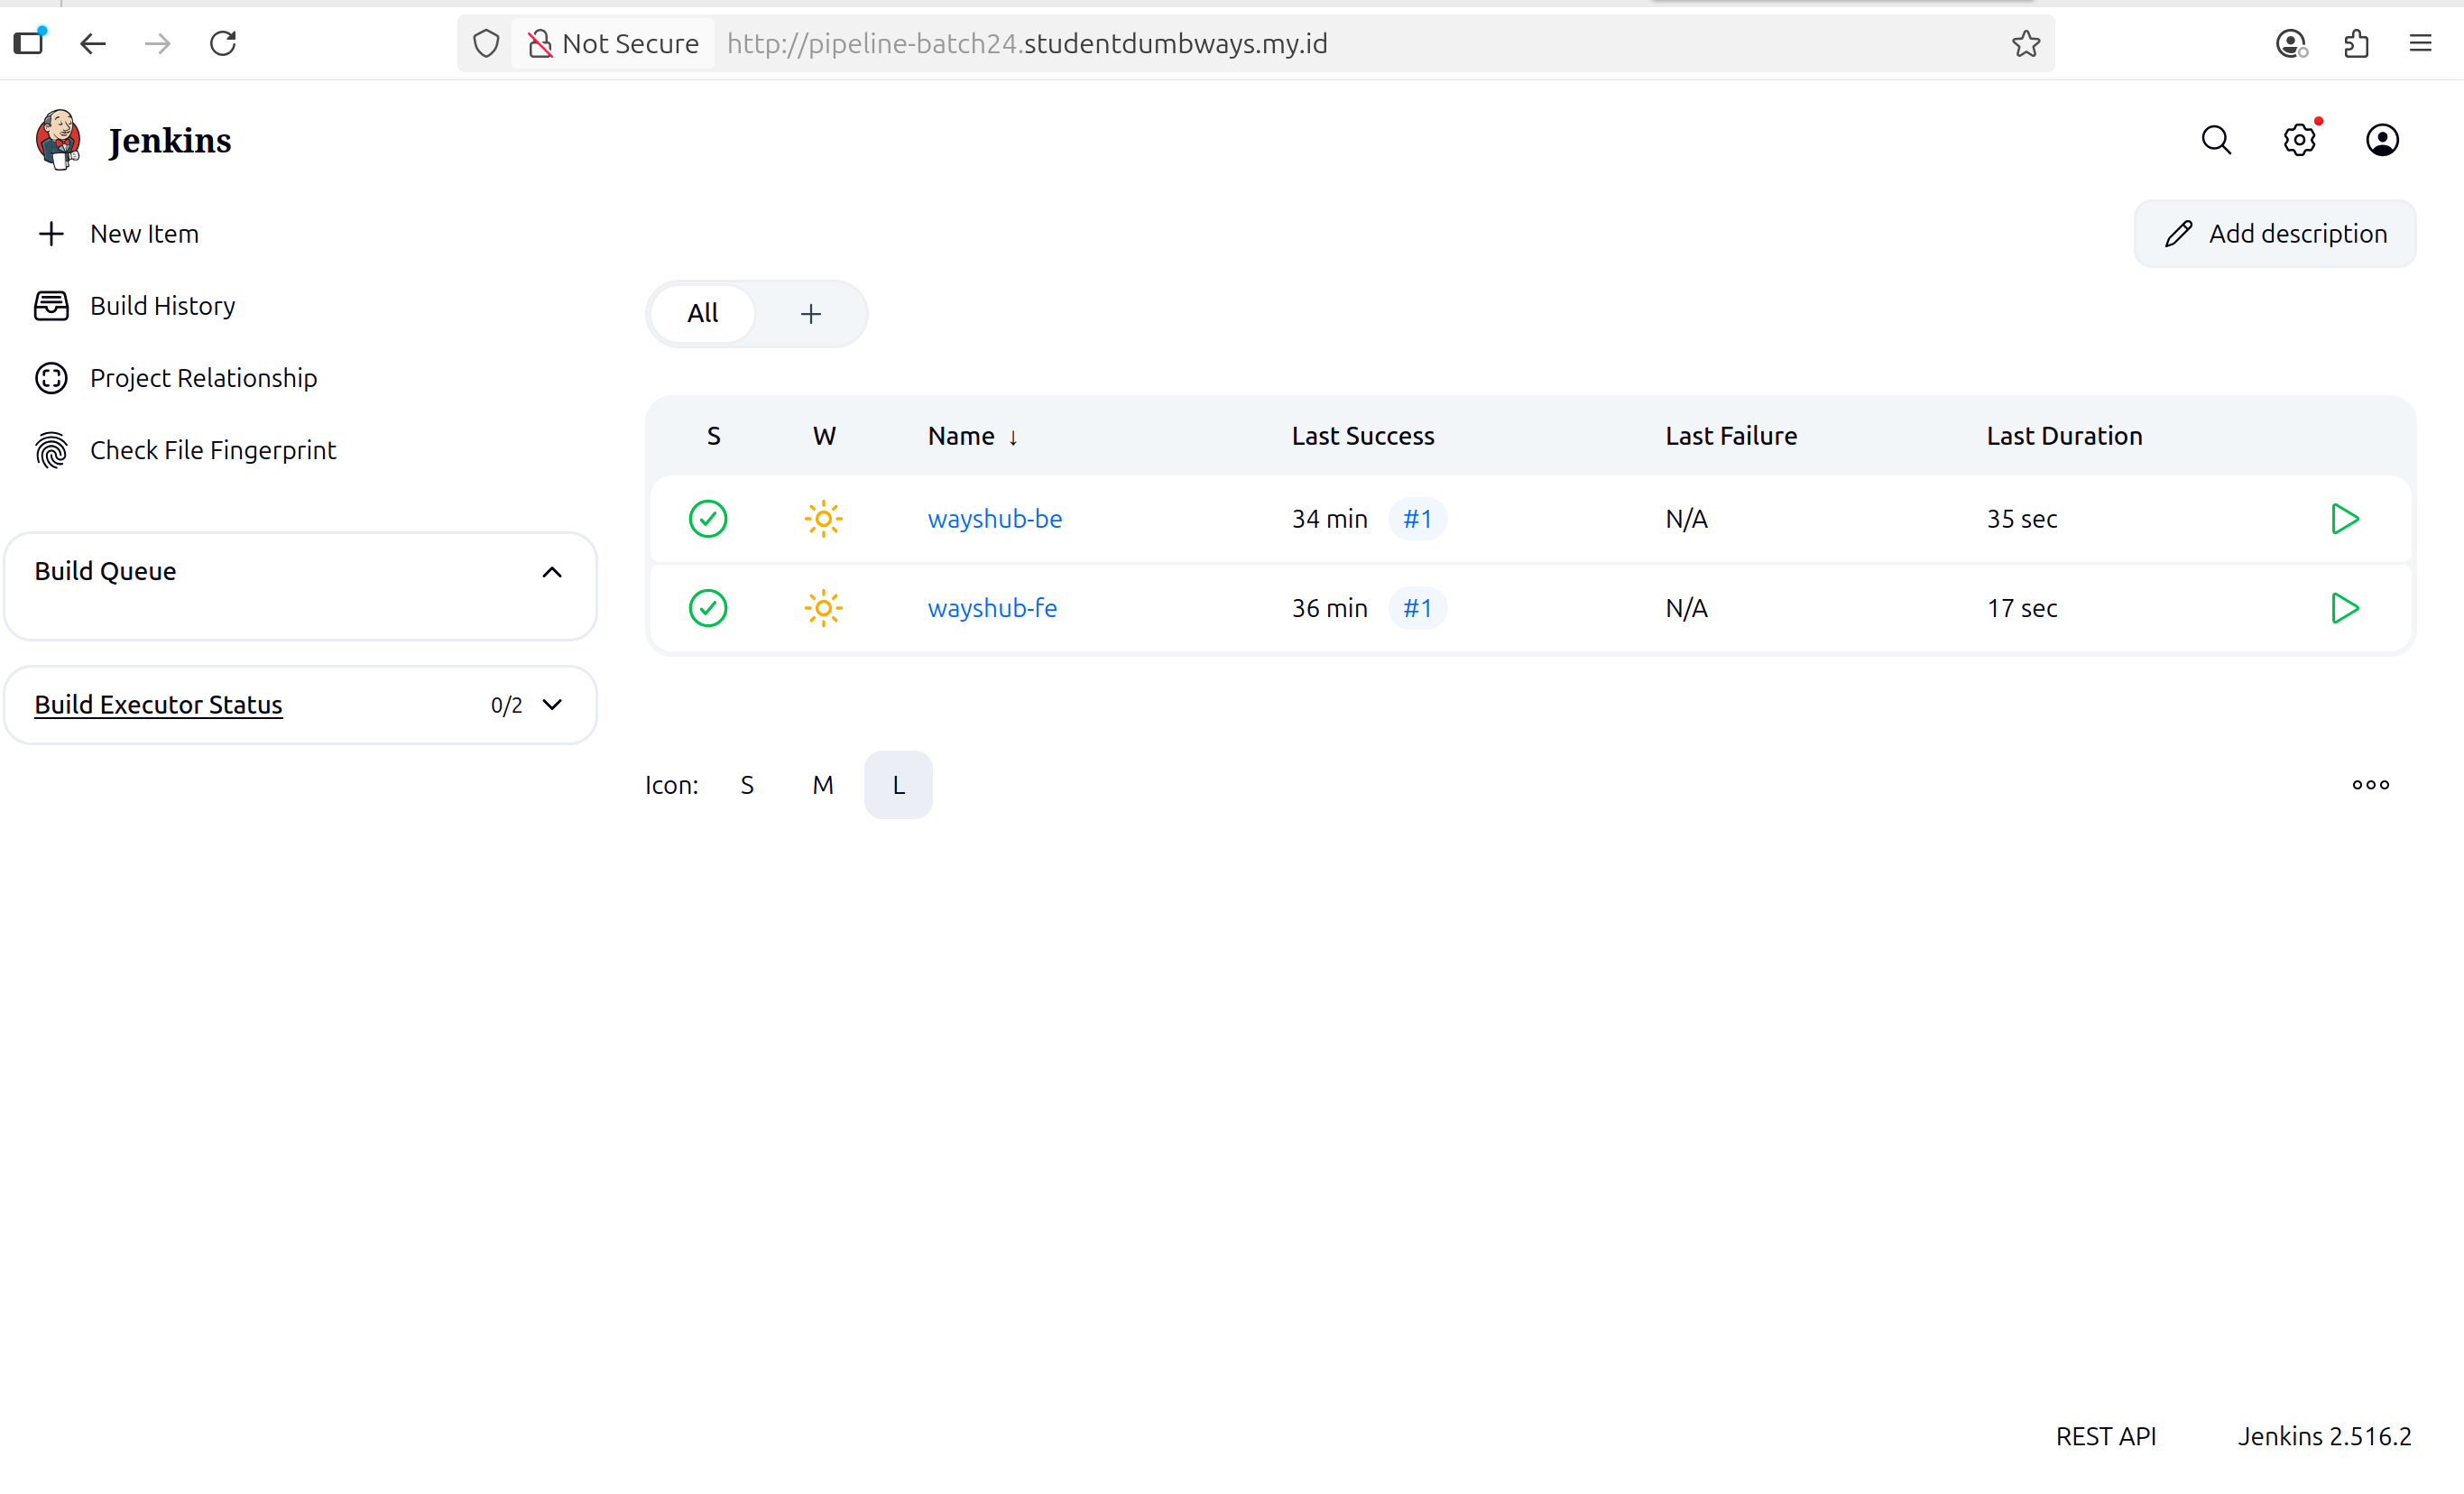 Not Secure http://pipeline-batch24.studentdumbways.my.id
Jenkins
New Item
Add description
Build History
All +
Project Relationship
Check File Fingerprint
S W Name ↓ Last Success Last Failure Last Duration
wayshub-be 34 min #1 N/A 35 sec
wayshub-fe 36 min #1 N/A 17 sec
Build Queue
Build Executor Status 0/2
Icon: S M L
REST API Jenkins 2.516.2